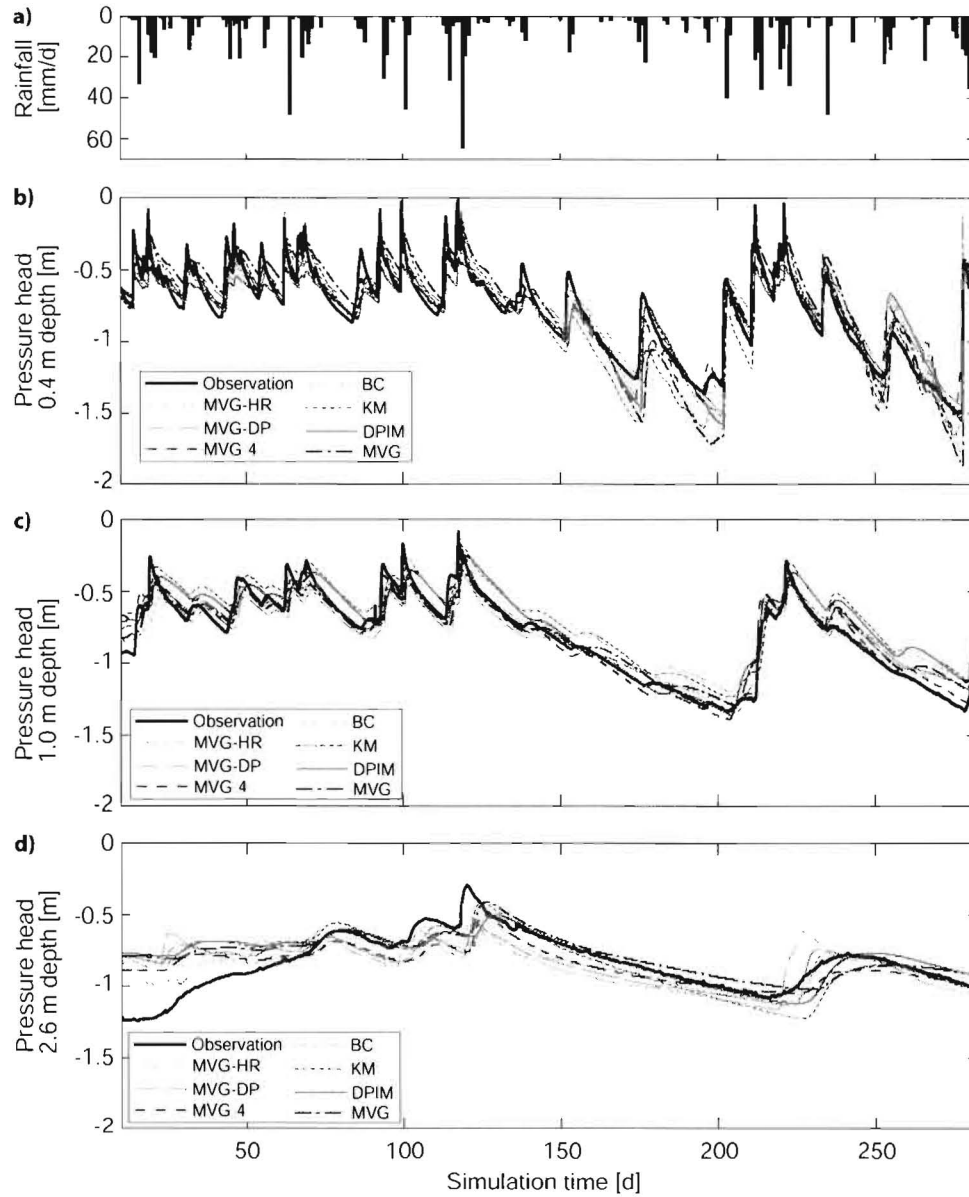 a)
Rainfall
[mm/d]
0
20
40
60
b)
Pressure head
0.4 m depth [m]
0
-0.5
-1
-1.5
-2
Observation
MVG-HR
MVG-DP
MVG 4
BC
KM
DPIM
MVG
c)
Pressure head
1.0 m depth [m]
0
-0.5
-1
-1.5
-2
Observation
MVG-HR
MVG-DP
MVG 4
BC
KM
DPIM
MVG
d)
Pressure head
2.6 m depth [m]
0
-0.5
-1
-1.5
-2
Observation
MVG-HR
MVG-DP
MVG 4
BC
KM
DPIM
MVG
50
100
150
200
250
Simulation time [d]